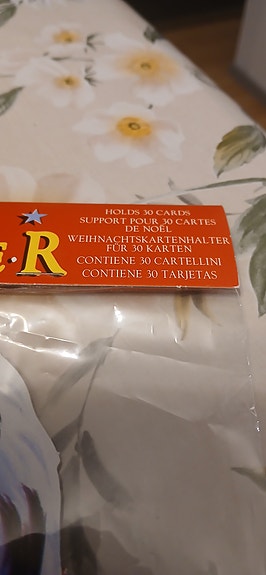 HOLDS 30 CARDS
SUPPORT POUR 30 CARTES
DE NOËL
WEIHNACHTSKARTENHALTER
FÜR 30 KARTEN
CONTIENE 30 CARTELLINI
CONTIENE 30 TARJETAS
E·R